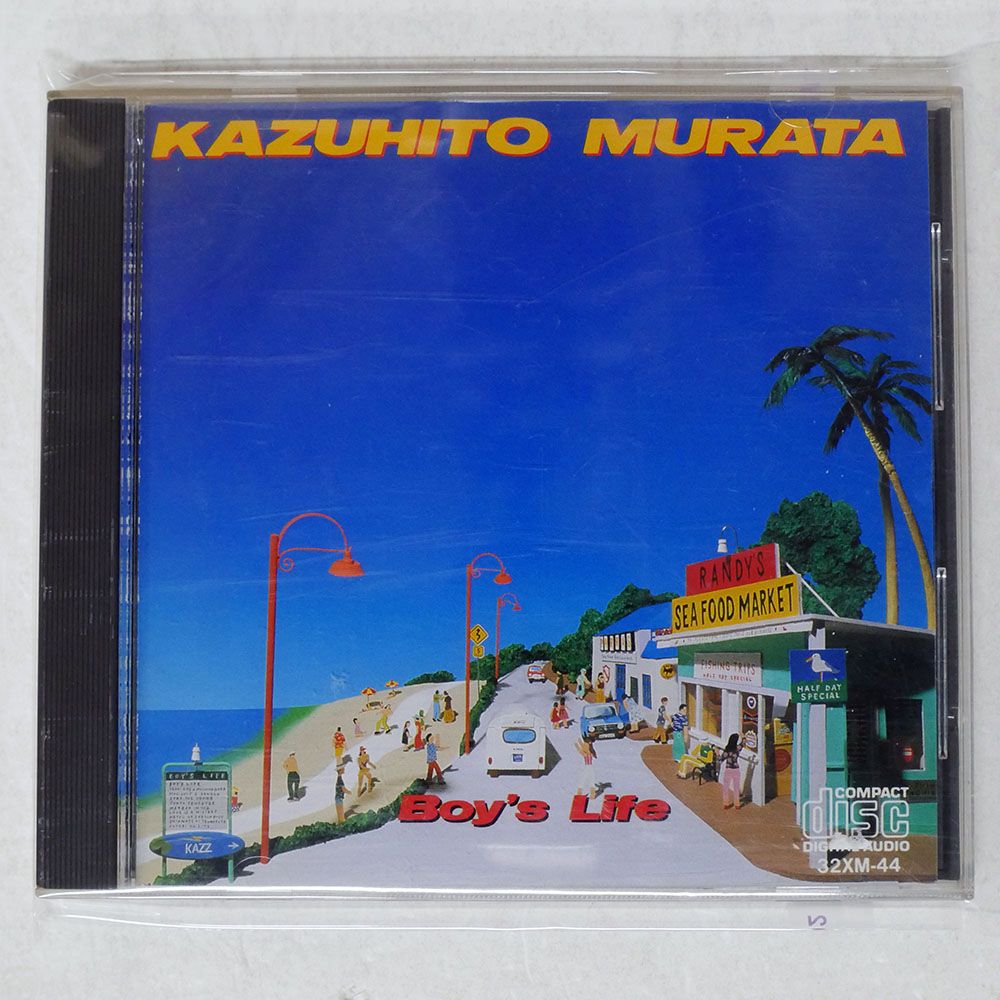 KAZUHITO MURATA
RANDY'S
SEA FOOD MARKET
FISHING TRIPS
HALF DAY SPECIAL
HALF DAY
SPECIAL
BOY'S LIFE
KAZZ
Boy's Life
COMPACT
disc
DIGITAL AUDIO
32XM-44